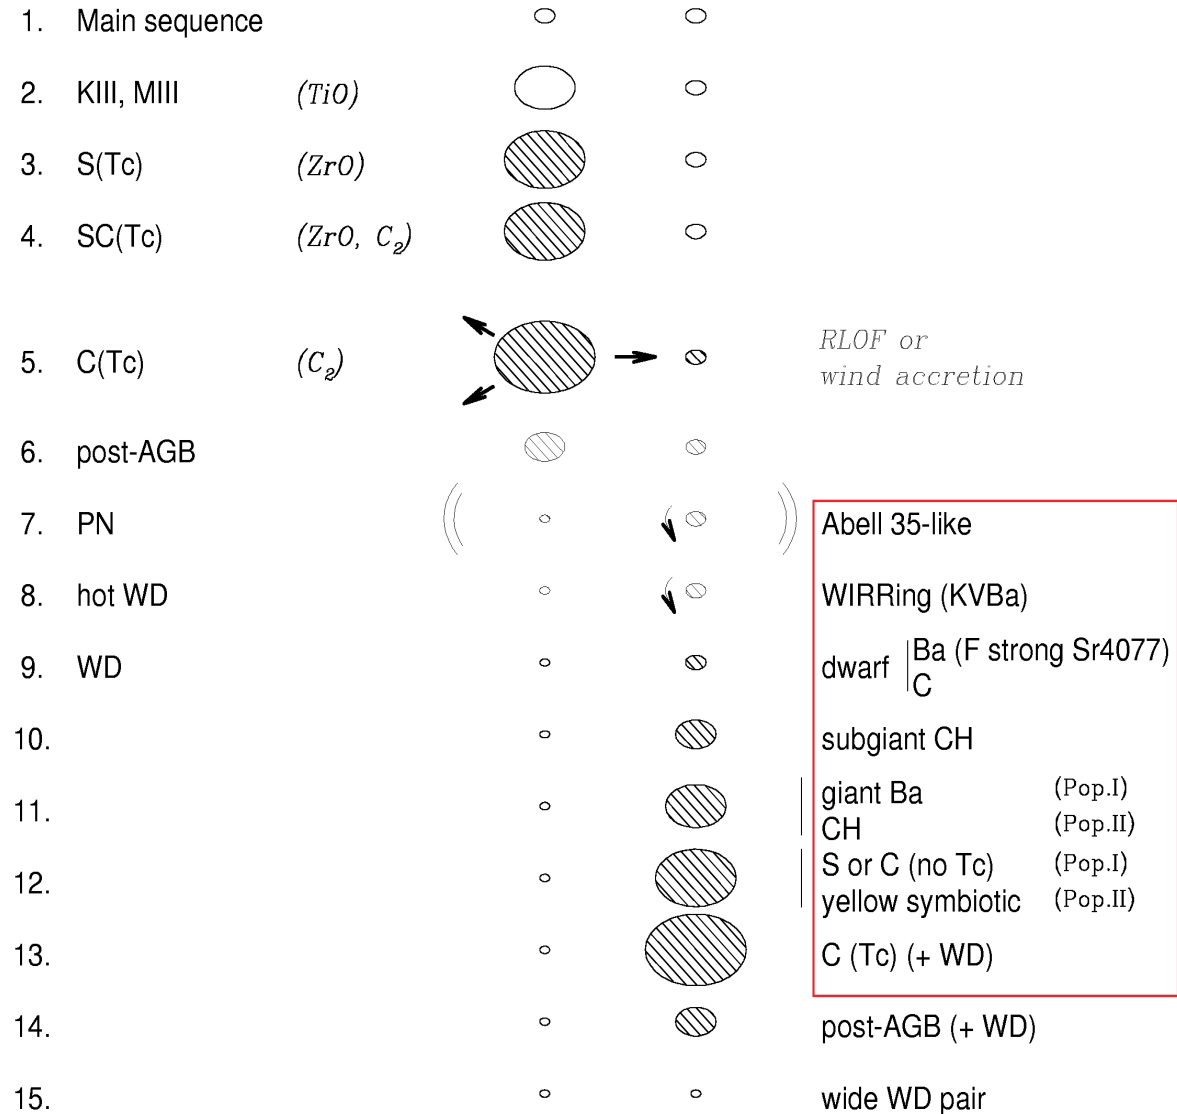 1. Main sequence
2. KIII, MIII (TiO)
3. S(Tc) (ZrO)
4. SC(Tc) (ZrO, C₂)
5. C(Tc) (C₂) RLOF or
wind accretion
6. post-AGB
7. PN Abell 35-like
8. hot WD WIRRing (KVBa)
9. WD dwarf Ba (F strong Sr4077)
C
10. subgiant CH
11. giant Ba (Pop.I)
CH (Pop.II)
12. S or C (no Tc) (Pop.I)
yellow symbiotic (Pop.II)
13. C (Tc) (+ WD)
14. post-AGB (+ WD)
15. wide WD pair